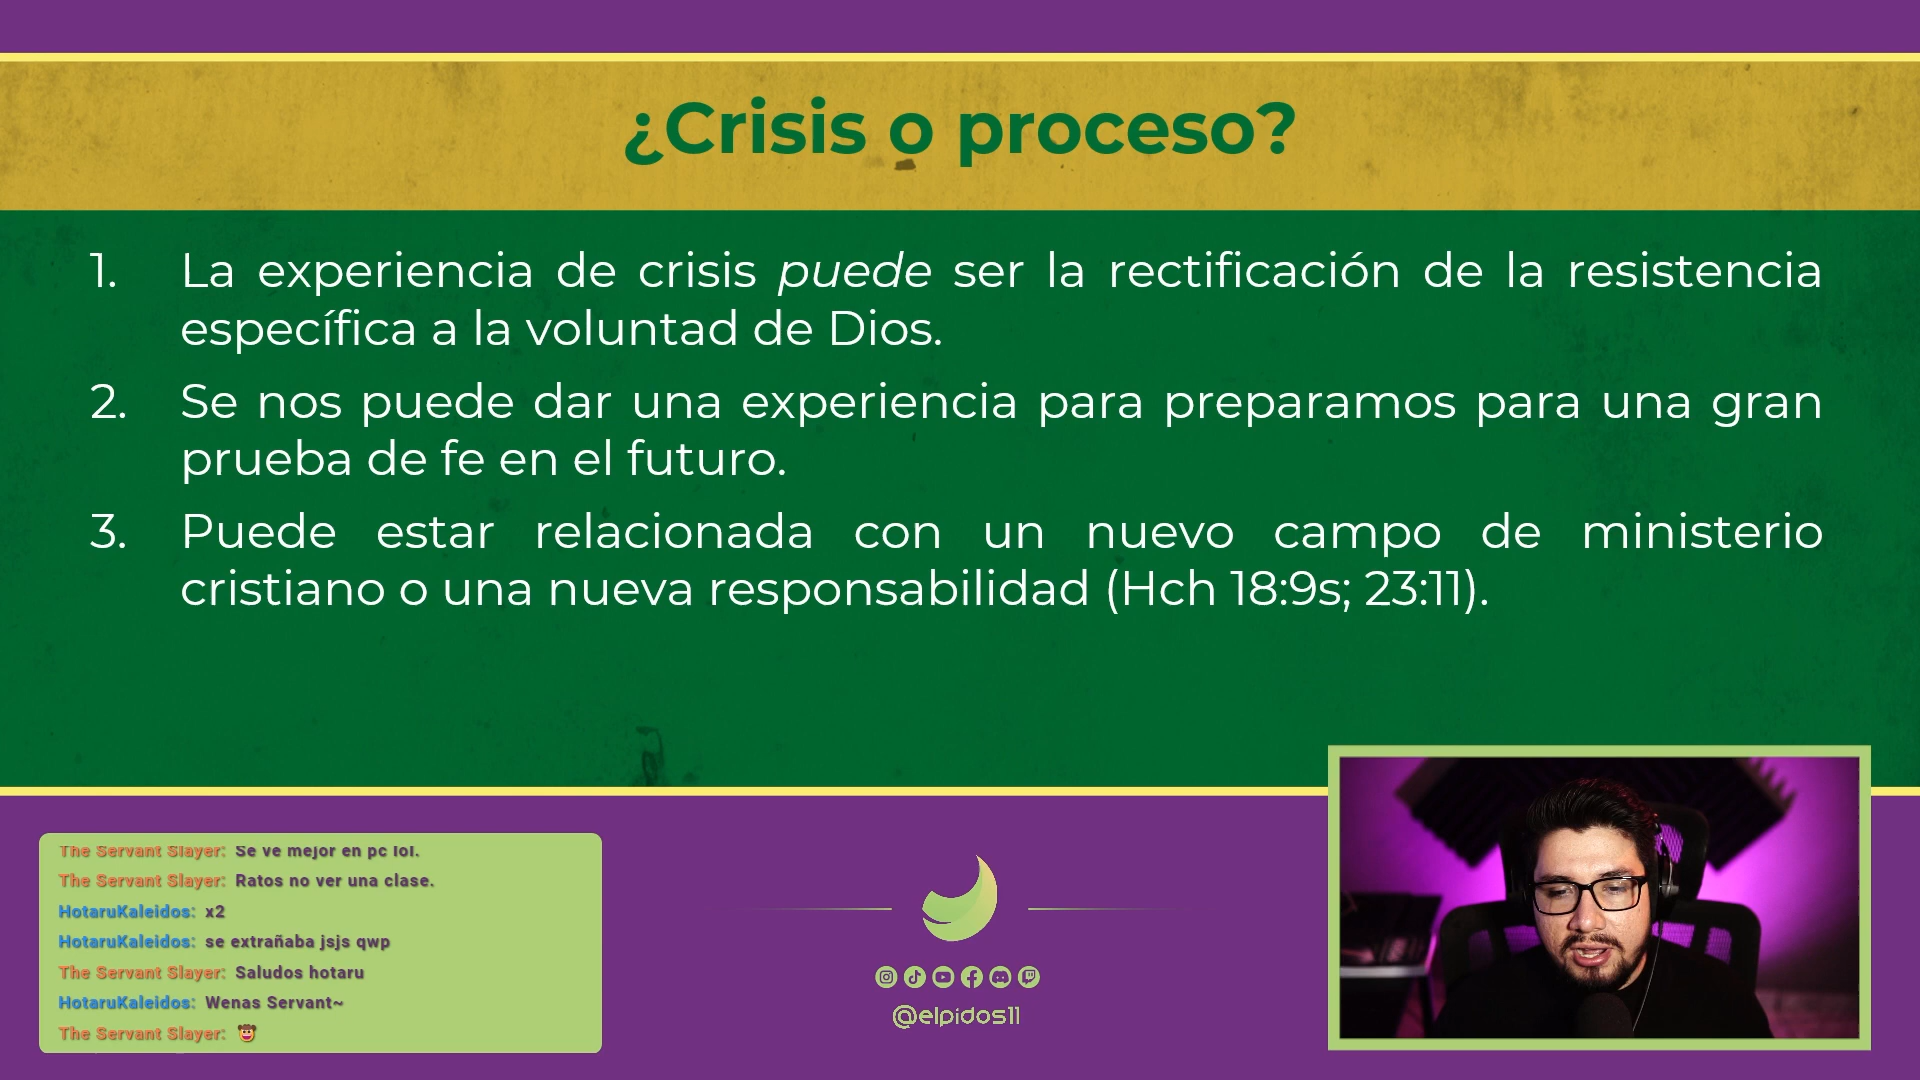 ¿Crisis o proceso?
1. La experiencia de crisis puede ser la rectificación de la resistencia
específica a la voluntad de Dios.
2. Se nos puede dar una experiencia para preparamos para una gran
prueba de fe en el futuro.
3. Puede estar relacionada con un nuevo campo de ministerio
cristiano o una nueva responsabilidad (Hch 18:9s; 23:11).
The Servant Slayer: Se ve mejor en pc lol.
The Servant Slayer: Ratos no ver una clase.
HotaruKaleidos: x2
HotaruKaleidos: se extrañaba jsjs qwp
The Servant Slayer: Saludos hotaru
HotaruKaleidos: Wenas Servant~
The Servant Slayer:
@elpidos11